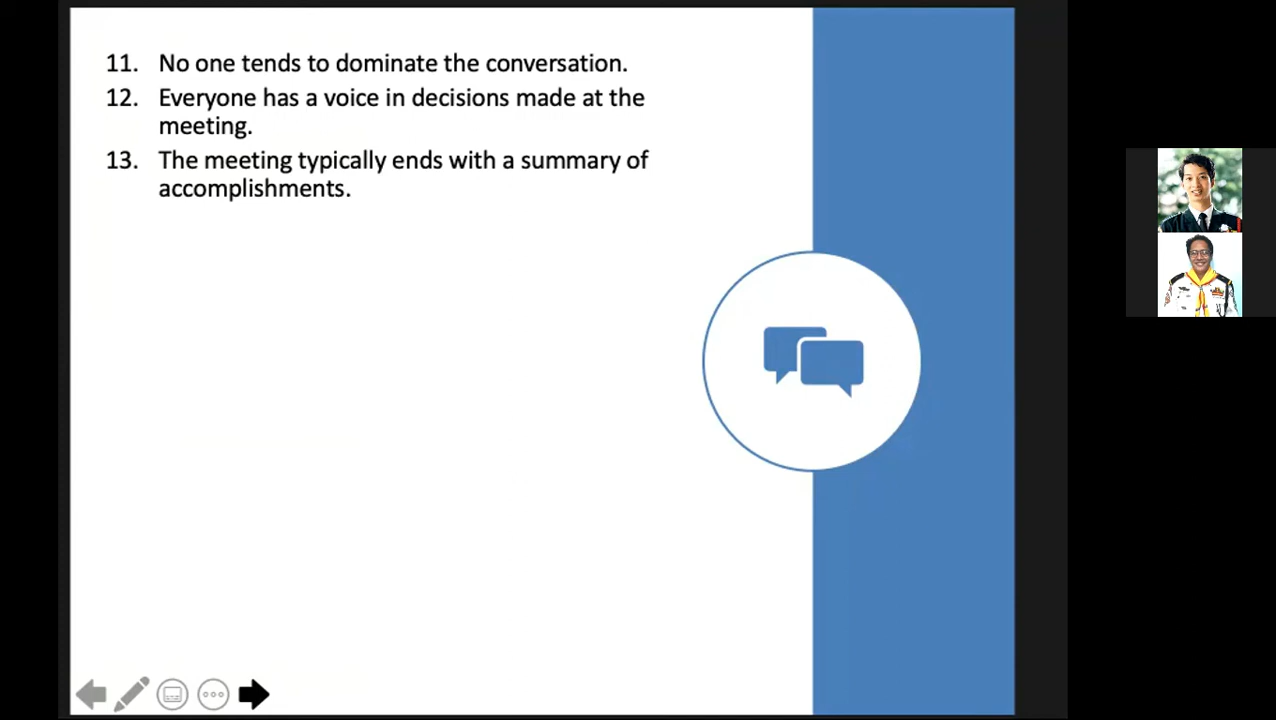 11. No one tends to dominate the conversation.
12. Everyone has a voice in decisions made at the
meeting.
13. The meeting typically ends with a summary of
accomplishments.